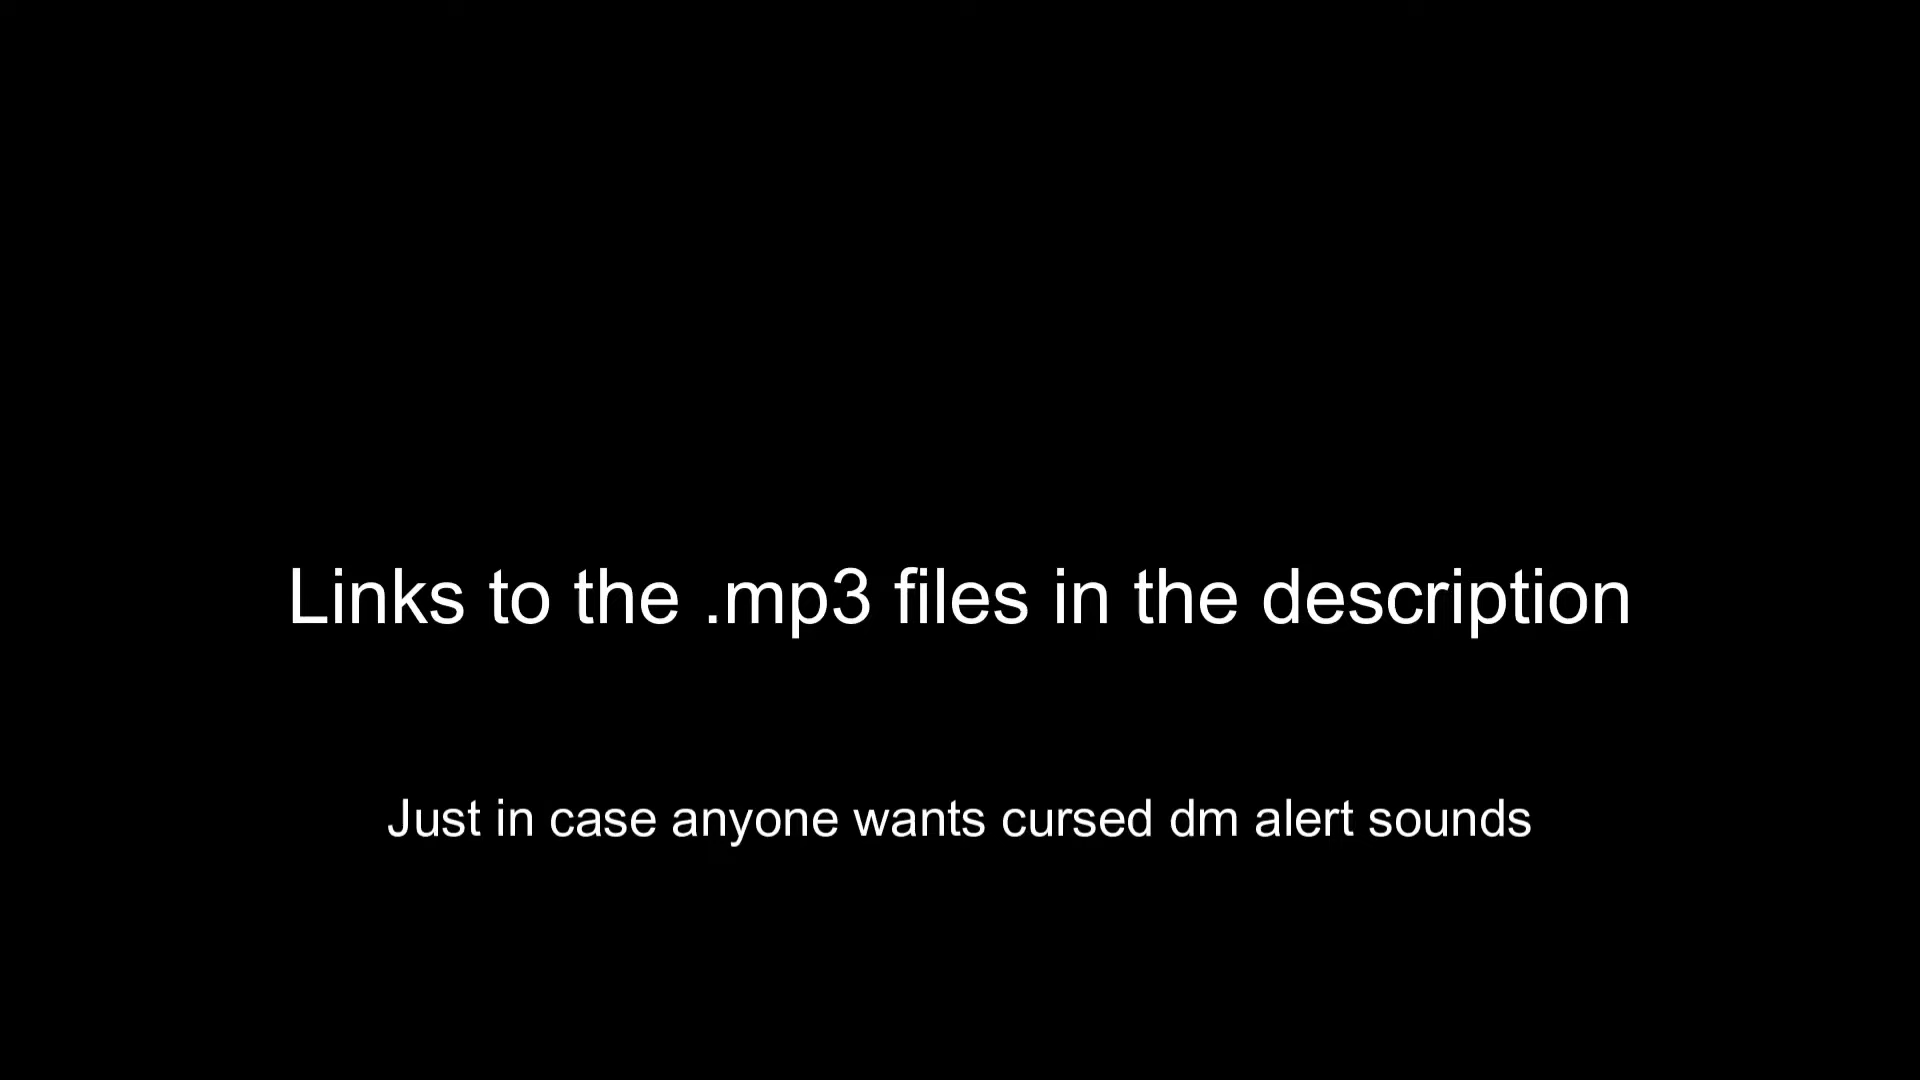 Links to the .mp3 files in the description
Just in case anyone wants cursed dm alert sounds